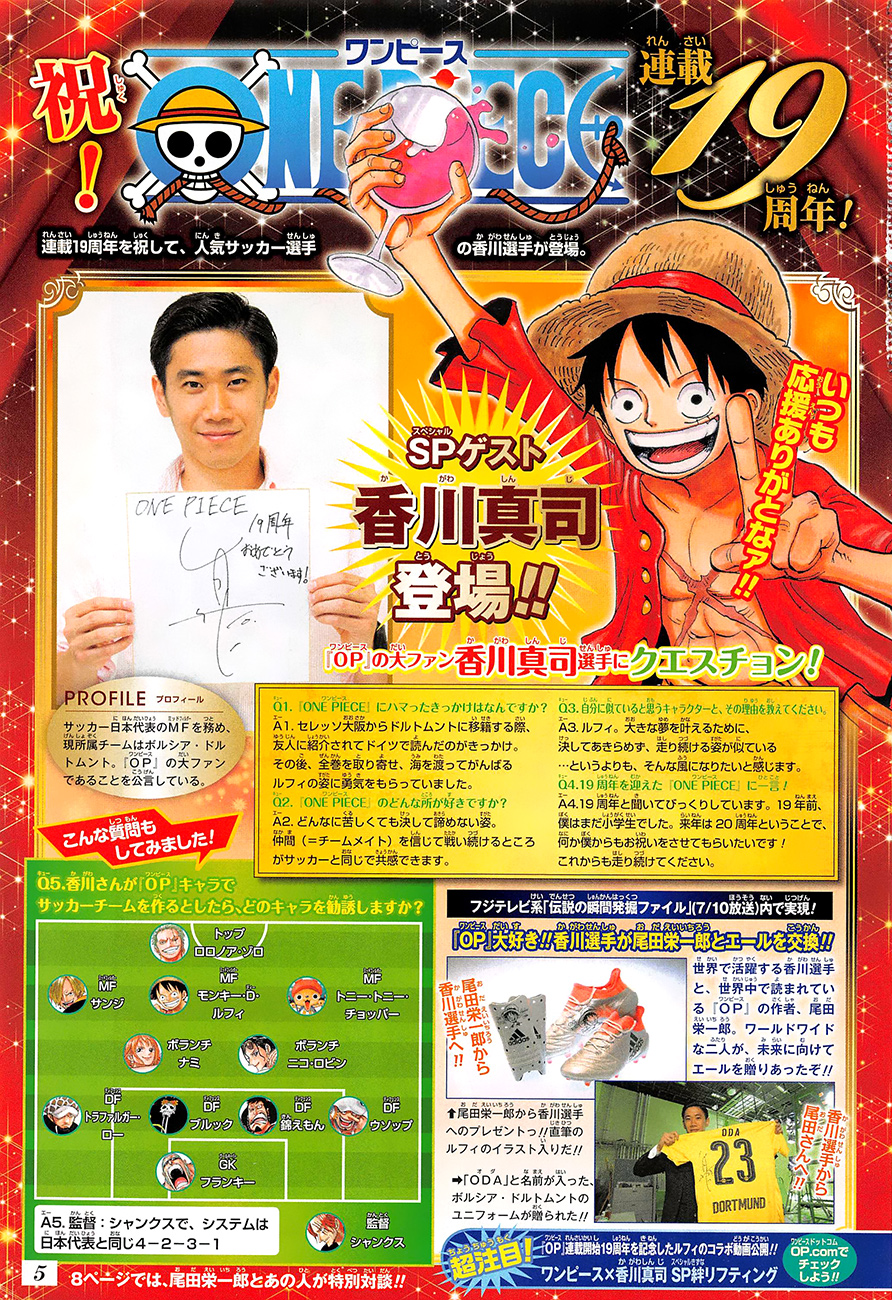 祝!
ワンピース
ONE PIECE
連載
19
周年!
連載19周年を祝して、人気サッカー選手
の香川選手が登場。
いつも
応援ありがとなァ!!
SPゲスト
香川真司
登場!!
ONE PIECE
19周年
おめでとう
ございます!
『OP』の大ファン香川真司選手にクエスチョン!
PROFILE プロフィール
サッカー日本代表のMFを務め、
現所属チームはボルシア・ドル
トムント。『OP』の大ファン
であることを公言している。
Q1.『ONE PIECE』にハマったきっかけはなんですか?
A1. セレッソ大阪からドルトムントに移籍する際、
友人に紹介されてドイツで読んだのがきっかけ。
その後、全巻を取り寄せ、海を渡ってがんばる
ルフィの姿に勇気をもらっていました。
Q2.『ONE PIECE』のどんな所が好きですか?
A2. どんなに苦しくても決して諦めない姿。
仲間(=チームメイト)を信じて戦い続けるところ
がサッカーと同じで共感できます。
Q3.自分に似ていると思うキャラクターと、その理由を教えてください。
A3. ルフィ。大きな夢を叶えるために、
決してあきらめず、走り続ける姿が似ている
…というよりも、そんな風になりたいと感じます。
Q4.19周年を迎えた『ONE PIECE』に一言!
A4.19周年と聞いてびっくりしています。19年前、
僕はまだ小学生でした。来年は20周年ということで、
何か僕からもお祝いをさせてもらいたいです!
これからも走り続けてください。
こんな質問も
してみました!
Q5.香川さんが『OP』キャラで
サッカーチームを作るとしたら、どのキャラを勧誘しますか?
トップ
ロロノア・ゾロ
MF
サンジ
MF
モンキー・D・
ルフィ
MF
トニー・トニー・
チョッパー
ボランチ
ナミ
ボランチ
ニコ・ロビン
DF
トラファルガー・
ロー
DF
ブルック
DF
錦えもん
DF
ウソップ
GK
フランキー
A5. 監督:シャンクスで、システムは
日本代表と同じ4-2-3-1
監督
シャンクス
フジテレビ系「伝説の瞬間発掘ファイル」(7/10放送)内で実現!
『OP』大好き!!香川選手が尾田栄一郎とエールを交換!!
尾田栄一郎から
香川選手へ!!
adidas
世界で活躍する香川選手
と、世界中で読まれてい
る『OP』の作者、尾田
栄一郎。ワールドワイド
な二人が、未来に向けて
エールを贈りあったぞ!!
⬆尾田栄一郎から香川選手
へのプレゼントっ!!直筆の
ルフィのイラスト入りだ!!
➡「ODA」と名前が入った、
ボルシア・ドルトムントの
ユニフォームが贈られた!!
香川選手から
尾田さんへ!!
ODA
23
DORTMUND
超注目!
『OP』連載開始19周年を記念したルフィのコラボ動画公開!!
ワンピース×香川真司 SP絆リフティング
OP.comで
チェック
しよう!!
5
8ページでは、尾田栄一郎とあの人が特別対談!!